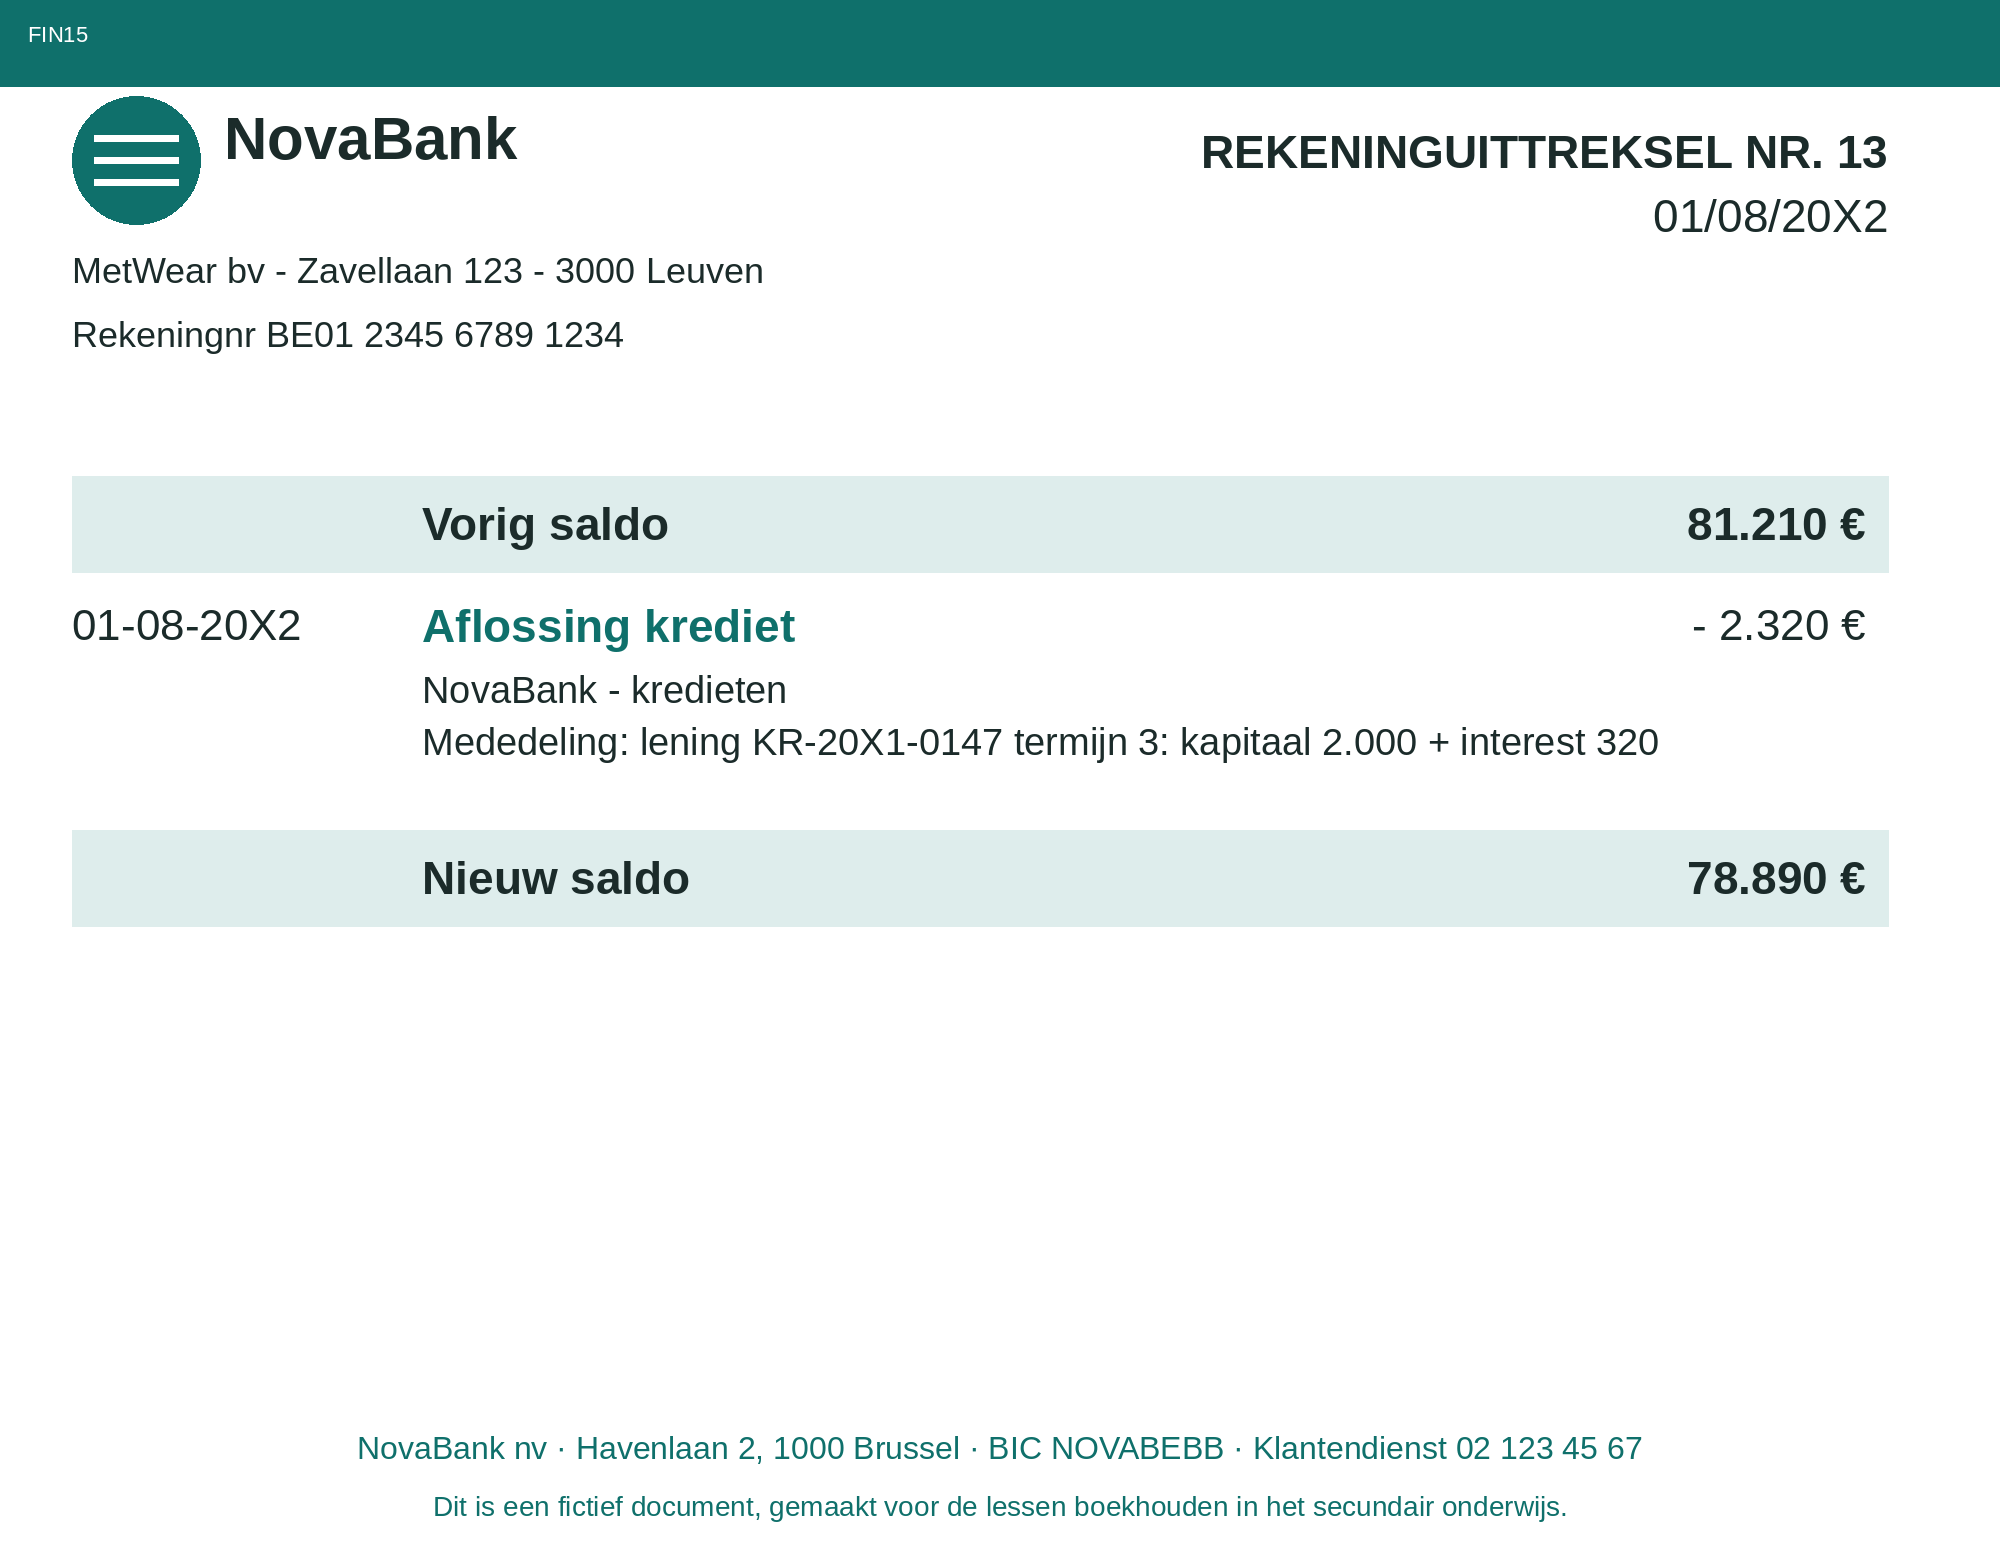 FIN15
NovaBank
REKENINGUITTREKSEL NR. 13
01/08/20X2
MetWear bv - Zavellaan 123 - 3000 Leuven
Rekeningnr BE01 2345 6789 1234
Vorig saldo 81.210 €
01-08-20X2 Aflossing krediet - 2.320 €
NovaBank - kredieten
Mededeling: lening KR-20X1-0147 termijn 3: kapitaal 2.000 + interest 320
Nieuw saldo 78.890 €
NovaBank nv · Havenlaan 2, 1000 Brussel · BIC NOVABEBB · Klantendienst 02 123 45 67
Dit is een fictief document, gemaakt voor de lessen boekhouden in het secundair onderwijs.